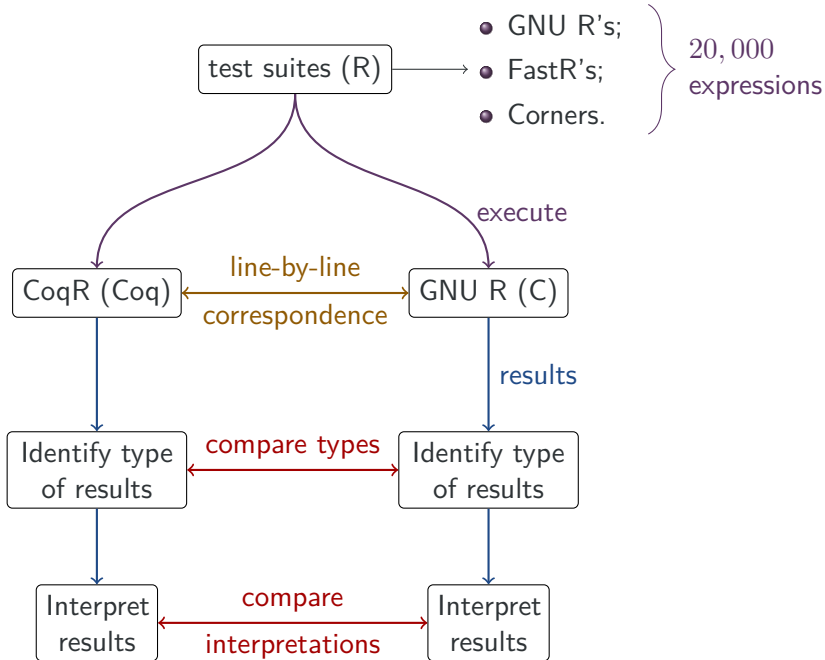 test suites (R)
GNU R's;
FastR's;
Corners.
20,000
expressions
execute
CoqR (Coq)
line-by-line
correspondence
GNU R (C)
results
Identify type
of results
compare types
Identify type
of results
Interpret
results
compare
interpretations
Interpret
results